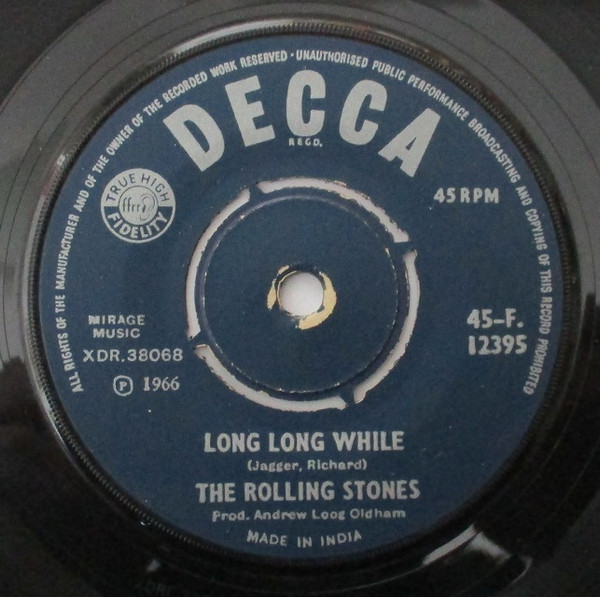 ALL RIGHTS OF THE MANUFACTURER AND OF THE OWNER OF THE RECORDED WORK RESERVED · UNAUTHORISED PUBLIC PERFORMANCE BROADCASTING AND COPYING OF THIS RECORD PROHIBITED
DECCA
REGD.
TRUE HIGH
ffrr
FIDELITY
45 RPM
MIRAGE
MUSIC
XDR.38068
℗ 1966
45-F.
12395
LONG LONG WHILE
(Jagger, Richard)
THE ROLLING STONES
Prod. Andrew Loog Oldham
MADE IN INDIA